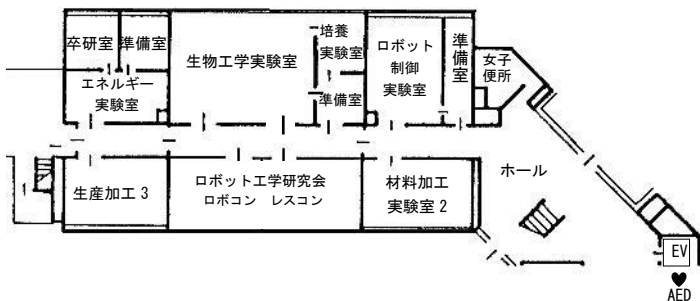 卒研室
準備室
エネルギー
実験室
生物工学実験室
培養
実験室
準備室
ロボット
制御
実験室
準備室
女子
便所
生産加工3
ロボット工学研究会
ロボコン レスコン
材料加工
実験室2
ホール
EV
AED